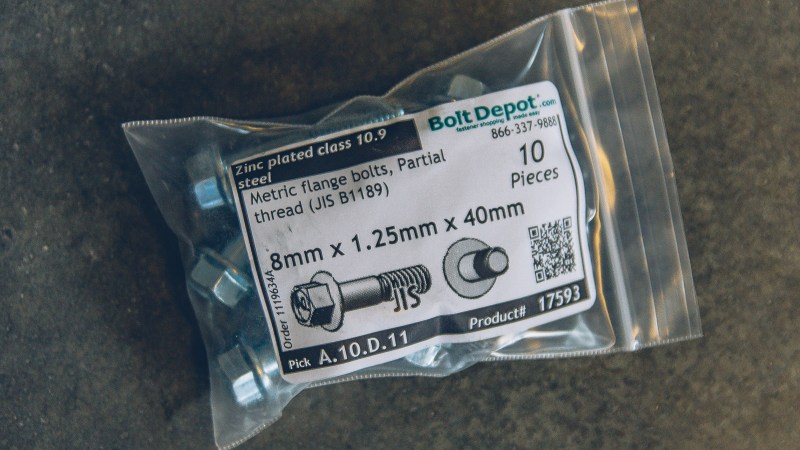 Bolt Depot.com
fastener shopping made easy
866-337-9888
Zinc plated class 10.9
steel
Metric flange bolts, Partial
thread (JIS B1189)
10
Pieces
8mm x 1.25mm x 40mm
JIS
Order 1119634A
Pick A.10.D.11
Product# 17593